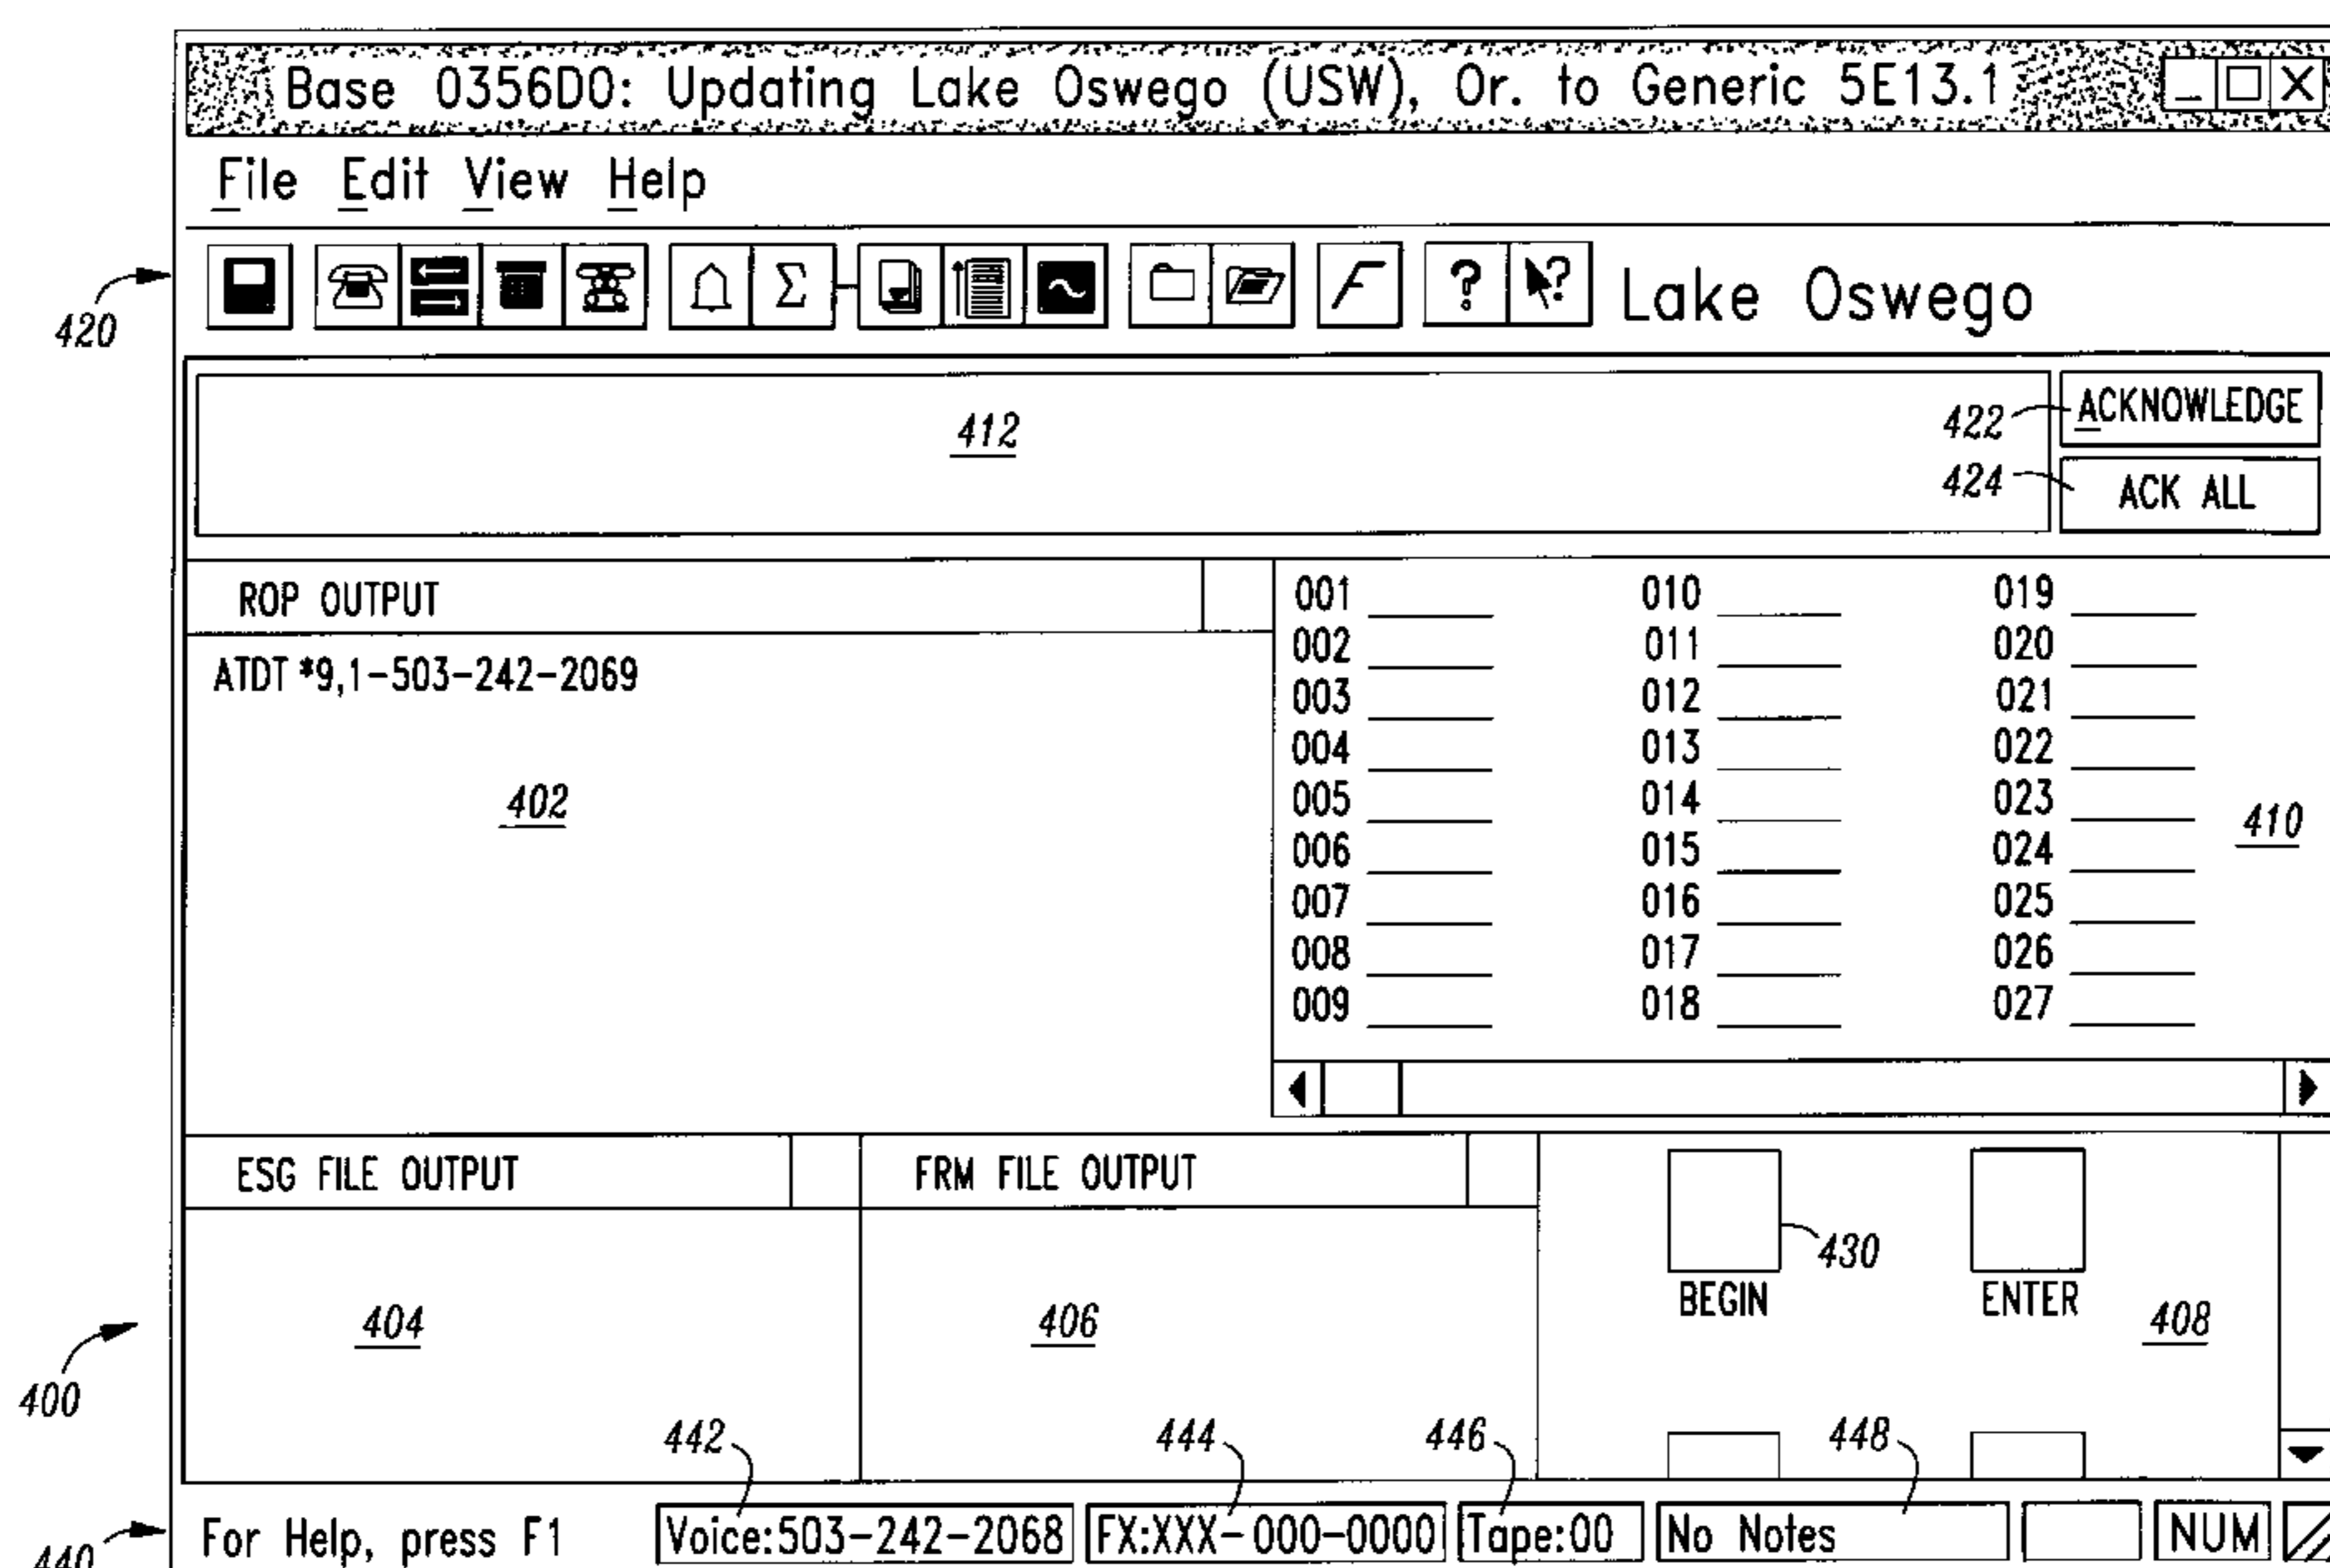 Base 0356D0: Updating Lake Oswego (USW), Or. to Generic 5E13.1
File Edit View Help
420
Σ F ? ? Lake Oswego
412
422 ACKNOWLEDGE
424 ACK ALL
ROP OUTPUT
ATDT *9,1-503-242-2069
402
001 010 019
002 011 020
003 012 021
004 013 022
005 014 023
006 015 024
007 016 025
008 017 026
009 018 027
410
ESG FILE OUTPUT
404
FRM FILE OUTPUT
406
430
BEGIN ENTER
408
400
442 444 446 448
For Help, press F1 Voice:503-242-2068 FX:XXX-000-0000 Tape:00 No Notes NUM
440